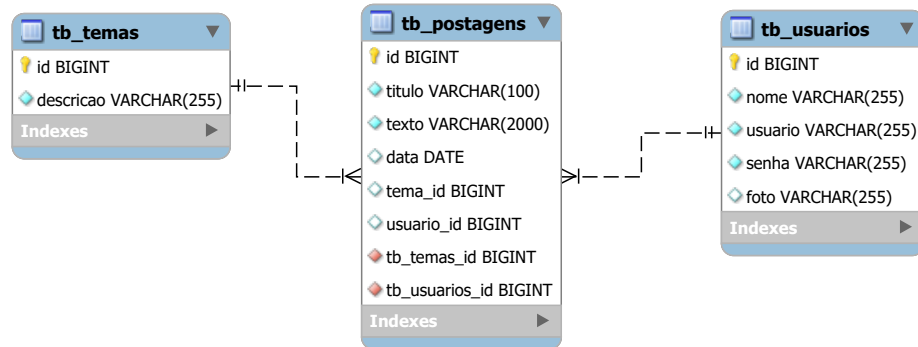 tb_temas
id BIGINT
descricao VARCHAR(255)
Indexes
tb_postagens
id BIGINT
titulo VARCHAR(100)
texto VARCHAR(2000)
data DATE
tema_id BIGINT
usuario_id BIGINT
tb_temas_id BIGINT
tb_usuarios_id BIGINT
Indexes
tb_usuarios
id BIGINT
nome VARCHAR(255)
usuario VARCHAR(255)
senha VARCHAR(255)
foto VARCHAR(255)
Indexes